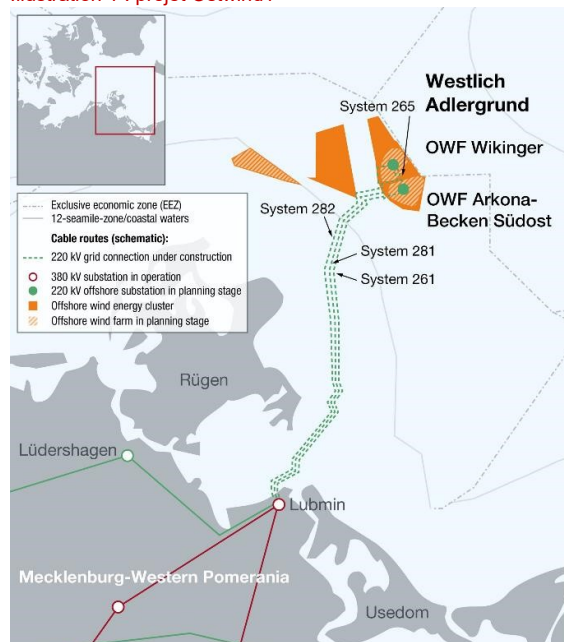 Illustration 14 projet Ostwind1
Westlich
Adlergrund
System 265
OWF Wikinger
OWF Arkona-
Becken Südost
System 282
System 281
System 261
Exclusive economic zone (EEZ)
12-seamile-zone/coastal waters
Cable routes (schematic):
220 kV grid connection under construction
380 kV substation in operation
220 kV offshore substation in planning stage
Offshore wind energy cluster
Offshore wind farm in planning stage
Rügen
Lüdershagen
Lubmin
Mecklenburg-Western Pomerania
Usedom